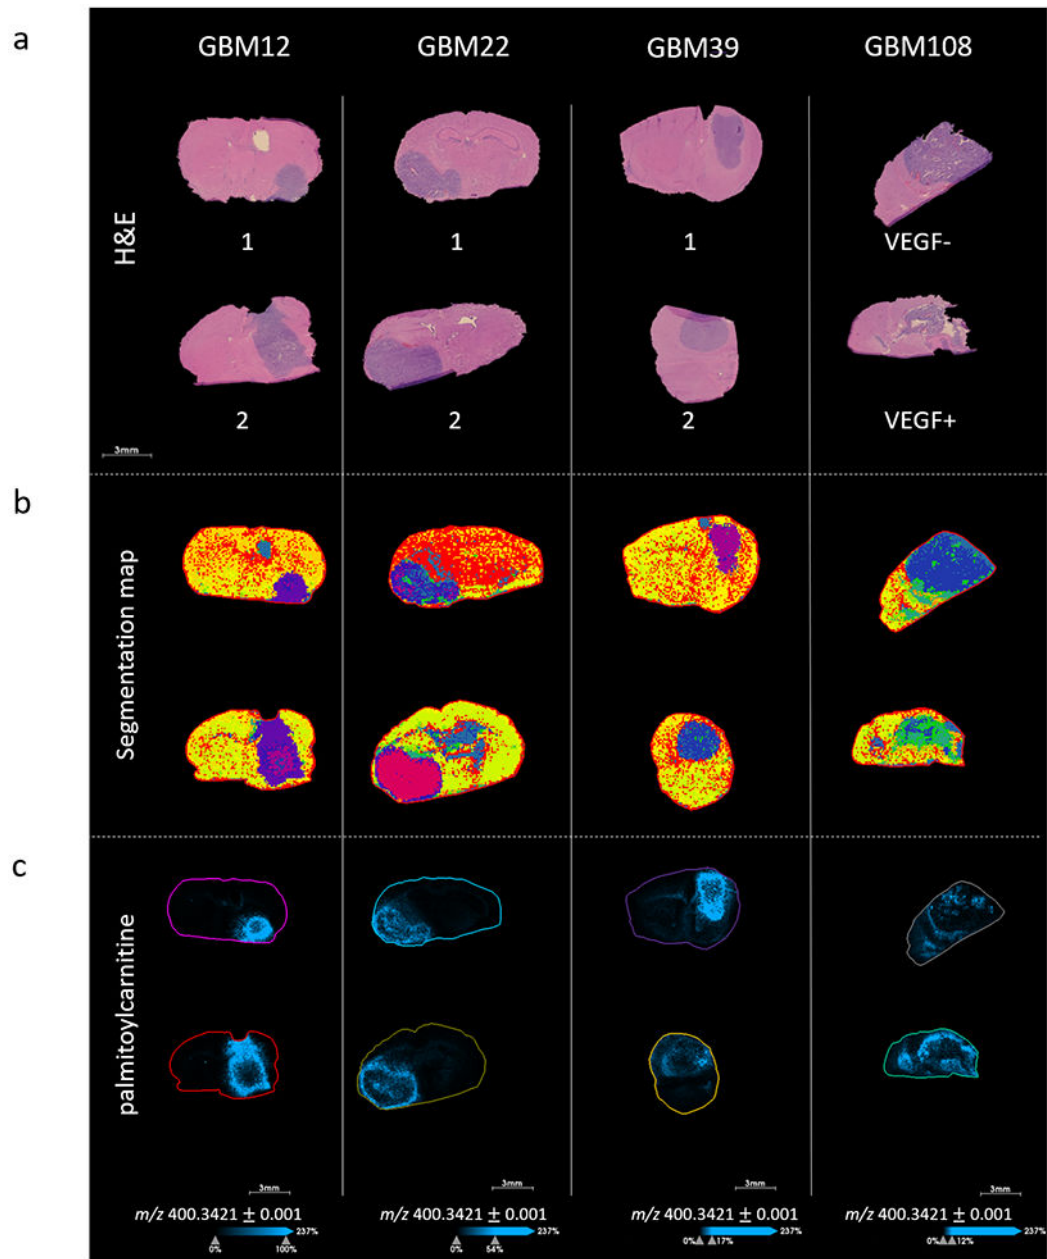 a
GBM12 GBM22 GBM39 GBM108
H&E
1 1 1 VEGF-
2 2 2 VEGF+
3mm
b
Segmentation map
c
palmitoylcarnitine
3mm 3mm 3mm 3mm
m/z 400.3421 ± 0.001 m/z 400.3421 ± 0.001 m/z 400.3421 ± 0.001 m/z 400.3421 ± 0.001
237% 237% 237% 237%
0% 100% 0% 54% 0% 17% 0% 12%